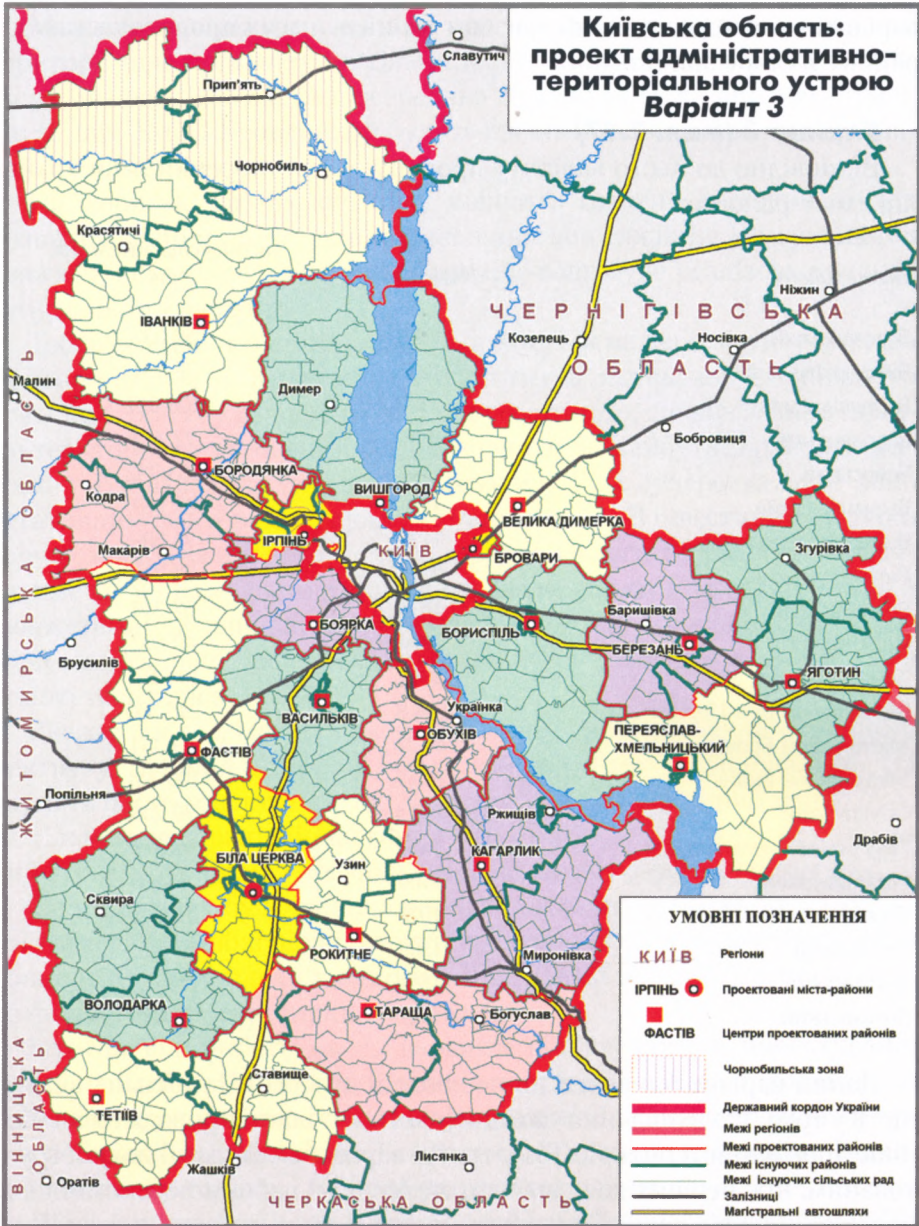 Київська область:
проект адміністративно-
територіального устрою
Варіант 3
Славутич
Прип'ять
Чорнобиль
Красятичі
ІВАНКІВ
Ніжин
ЧЕРНІГІВСЬКА
ОБЛАСТЬ
Козелець
Носівка
Малин
Димер
Бобровиця
БОРОДЯНКА
Кодра
ВИШГОРОД
ВЕЛИКА ДИМЕРКА
ІРПІНЬ
КИЇВ
БРОВАРИ
Макарів
Згурівка
ЖИТОМИРСЬКА ОБЛАСТЬ
Баришівка
БОЯРКА
БОРИСПІЛЬ
БЕРЕЗАНЬ
Брусилів
ЯГОТИН
ВАСИЛЬКІВ
Українка
ОБУХІВ
ПЕРЕЯСЛАВ-
ХМЕЛЬНИЦЬКИЙ
ФАСТІВ
Попільня
Ржищів
Драбів
БІЛА ЦЕРКВА
Узин
КАГАРЛИК
Сквира
РОКИТНЕ
Миронівка
ВОЛОДАРКА
ТАРАЩА
Богуслав
Ставище
ТЕТІІВ
ВІННИЦЬКА
ОБЛАСТЬ
Оратів
Жашків
Лисянка
ЧЕРКАСЬКА ОБЛАСТЬ
УМОВНІ ПОЗНАЧЕННЯ
КИЇВ Регіони
ІРПІНЬ Проектовані міста-райони
ФАСТІВ Центри проектованих районів
Чорнобильська зона
Державний кордон України
Межі регіонів
Межі проектованих районів
Межі існуючих районів
Межі існуючих сільських рад
Залізниці
Магістральні автошляхи